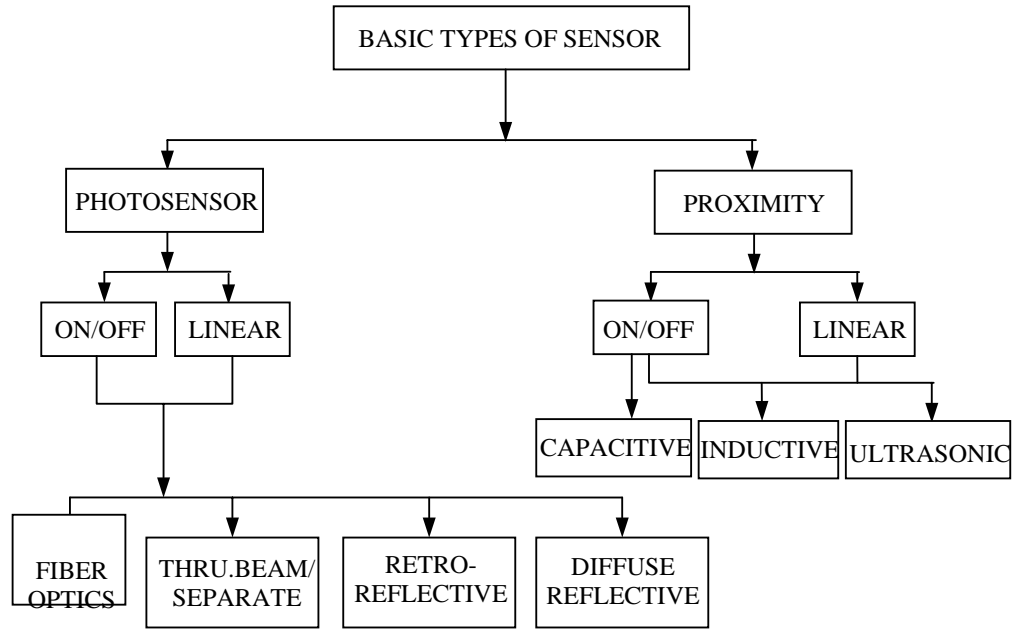 BASIC TYPES OF SENSOR
PHOTOSENSOR
PROXIMITY
ON/OFF
LINEAR
ON/OFF
LINEAR
CAPACITIVE
INDUCTIVE
ULTRASONIC
FIBER
OPTICS
THRU.BEAM/
SEPARATE
RETRO-
REFLECTIVE
DIFFUSE
REFLECTIVE